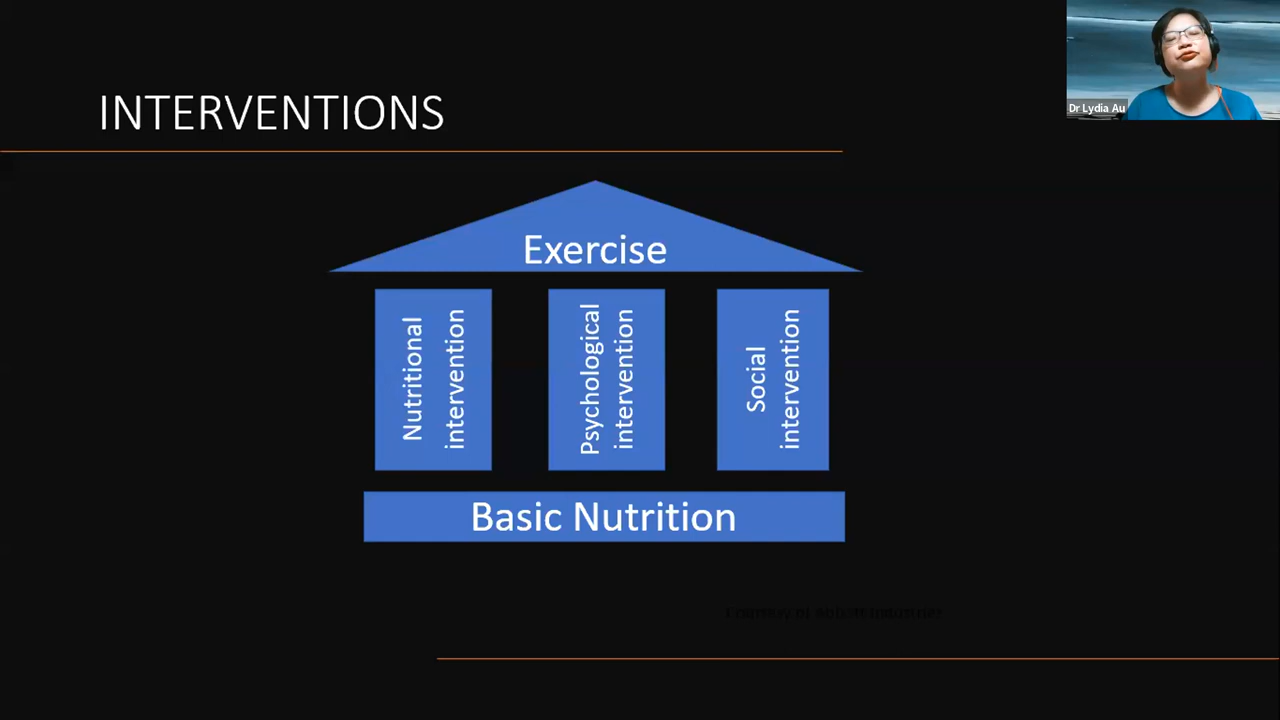 Dr Lydia Au
INTERVENTIONS
Exercise
Nutritional
intervention
Psychological
intervention
Social
intervention
Basic Nutrition